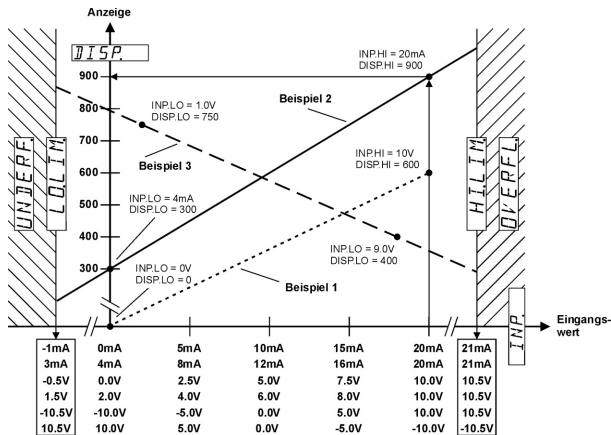 Anzeige
DISP.
900
800
700
600
500
400
300
INP.HI = 20mA
DISP.HI = 900
INP.LO = 1.0V
DISP.LO = 750
Beispiel 2
Beispiel 3
INP.HI = 10V
DISP.HI = 600
INP.LO = 4mA
DISP.LO = 300
INP.LO = 9.0V
DISP.LO = 400
INP.LO = 0V
DISP.LO = 0
Beispiel 1
UNDERF.
LO.LIM.
HI.LIM.
OVERFL.
INP.
Eingangs-
wert
-1mA 0mA 5mA 10mA 15mA 20mA 21mA
3mA 4mA 8mA 12mA 16mA 20mA 21mA
-0.5V 0.0V 2.5V 5.0V 7.5V 10.0V 10.5V
1.5V 2.0V 4.0V 6.0V 8.0V 10.0V 10.5V
-10.5V -10.0V -5.0V 0.0V 5.0V 10.0V 10.5V
10.5V 10.0V 5.0V 0.0V -5.0V -10.0V -10.5V